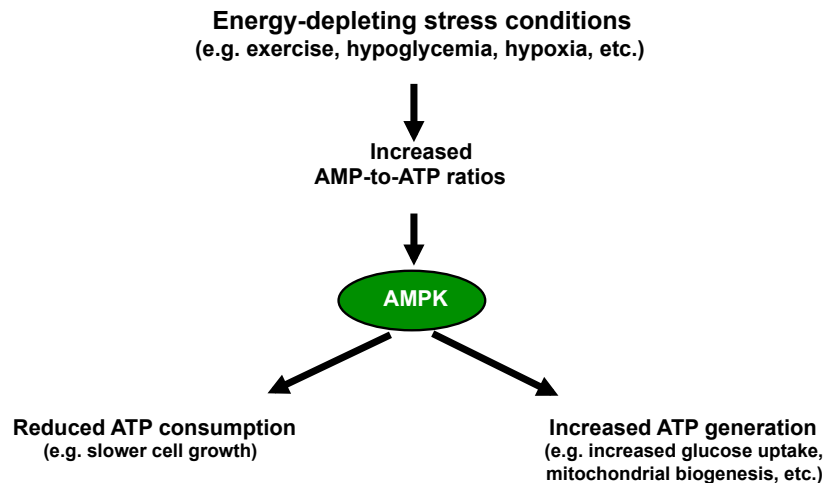 Energy-depleting stress conditions
(e.g. exercise, hypoglycemia, hypoxia, etc.)
Increased
AMP-to-ATP ratios
AMPK
Reduced ATP consumption
(e.g. slower cell growth)
Increased ATP generation
(e.g. increased glucose uptake,
mitochondrial biogenesis, etc.)